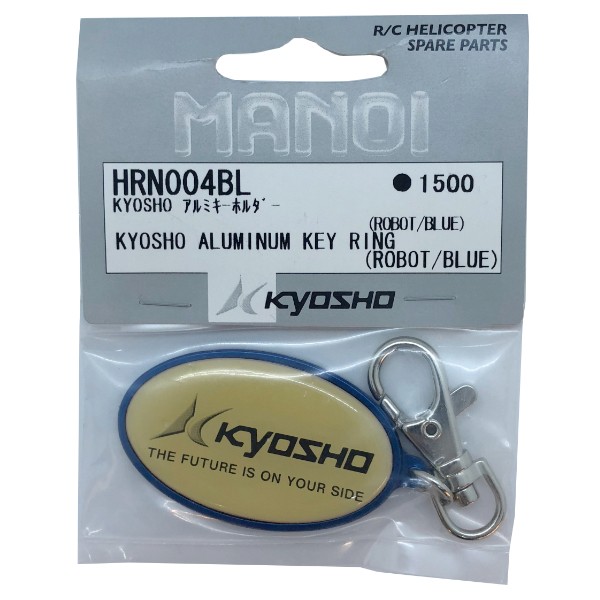 R/C HELICOPTER
SPARE PARTS
MANOI
HRN004BL
●1500
KYOSHO ｱﾙﾐｷｰﾎﾙﾀﾞｰ
(ROBOT/BLUE)
KYOSHO ALUMINUM KEY RING
(ROBOT/BLUE)
KYOSHO
KYOSHO
THE FUTURE IS ON YOUR SIDE